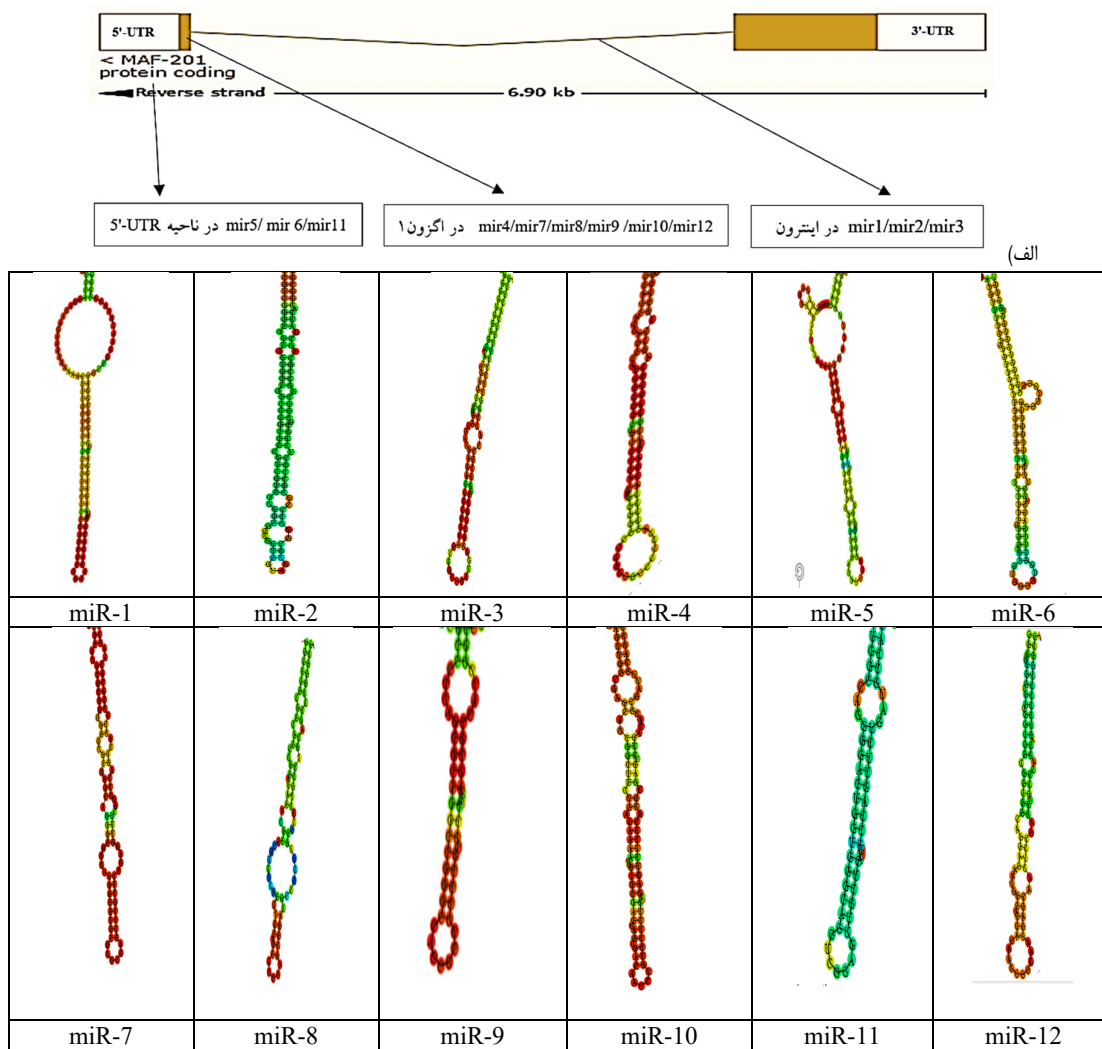 5'-UTR
3'-UTR
< MAF-201
protein coding
Reverse strand
6.90 kb
mir5/ mir 6/mir11 در ناحیه 5'-UTR
mir4/mir7/mir8/mir9 /mir10/mir12 در اگزون۱
mir1/mir2/mir3 در اینترون
الف)
miR-1 miR-2 miR-3 miR-4 miR-5 miR-6
miR-7 miR-8 miR-9 miR-10 miR-11 miR-12